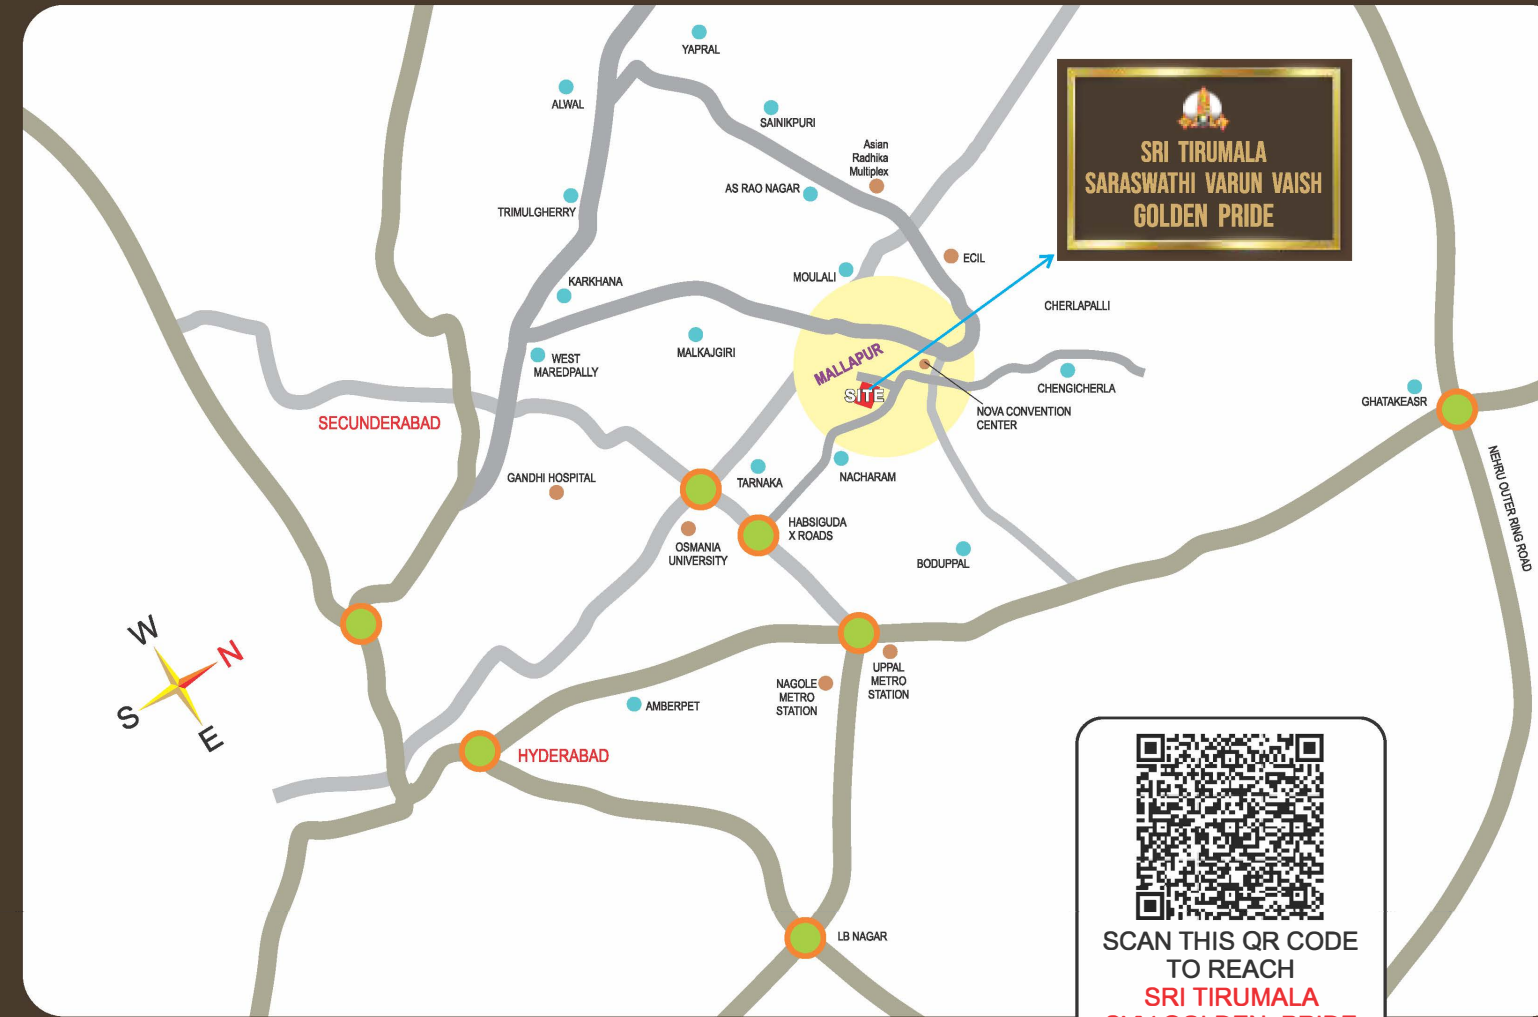 YAPRAL
ALWAL
SAINIKPURI
Asian
Radhika
Multiplex
AS RAO NAGAR
TRIMULGHERRY
SRI TIRUMALA
SARASWATHI VARUN VAISH
GOLDEN PRIDE
ECIL
MOULALI
KARKHANA
CHERLAPALLI
MALKAJGIRI
WEST
MAREDPALLY
MALLAPUR
SITE
CHENGICHERLA
NOVA CONVENTION
CENTER
GHATAKEASR
SECUNDERABAD
NEHRU OUTER RING ROAD
GANDHI HOSPITAL
TARNAKA
NACHARAM
HABSIGUDA
X ROADS
OSMANIA
UNIVERSITY
BODUPPAL
W
N
S
E
UPPAL
METRO
STATION
NAGOLE
METRO
STATION
AMBERPET
HYDERABAD
LB NAGAR
SCAN THIS QR CODE
TO REACH
SRI TIRUMALA
GOLDEN PRIDE